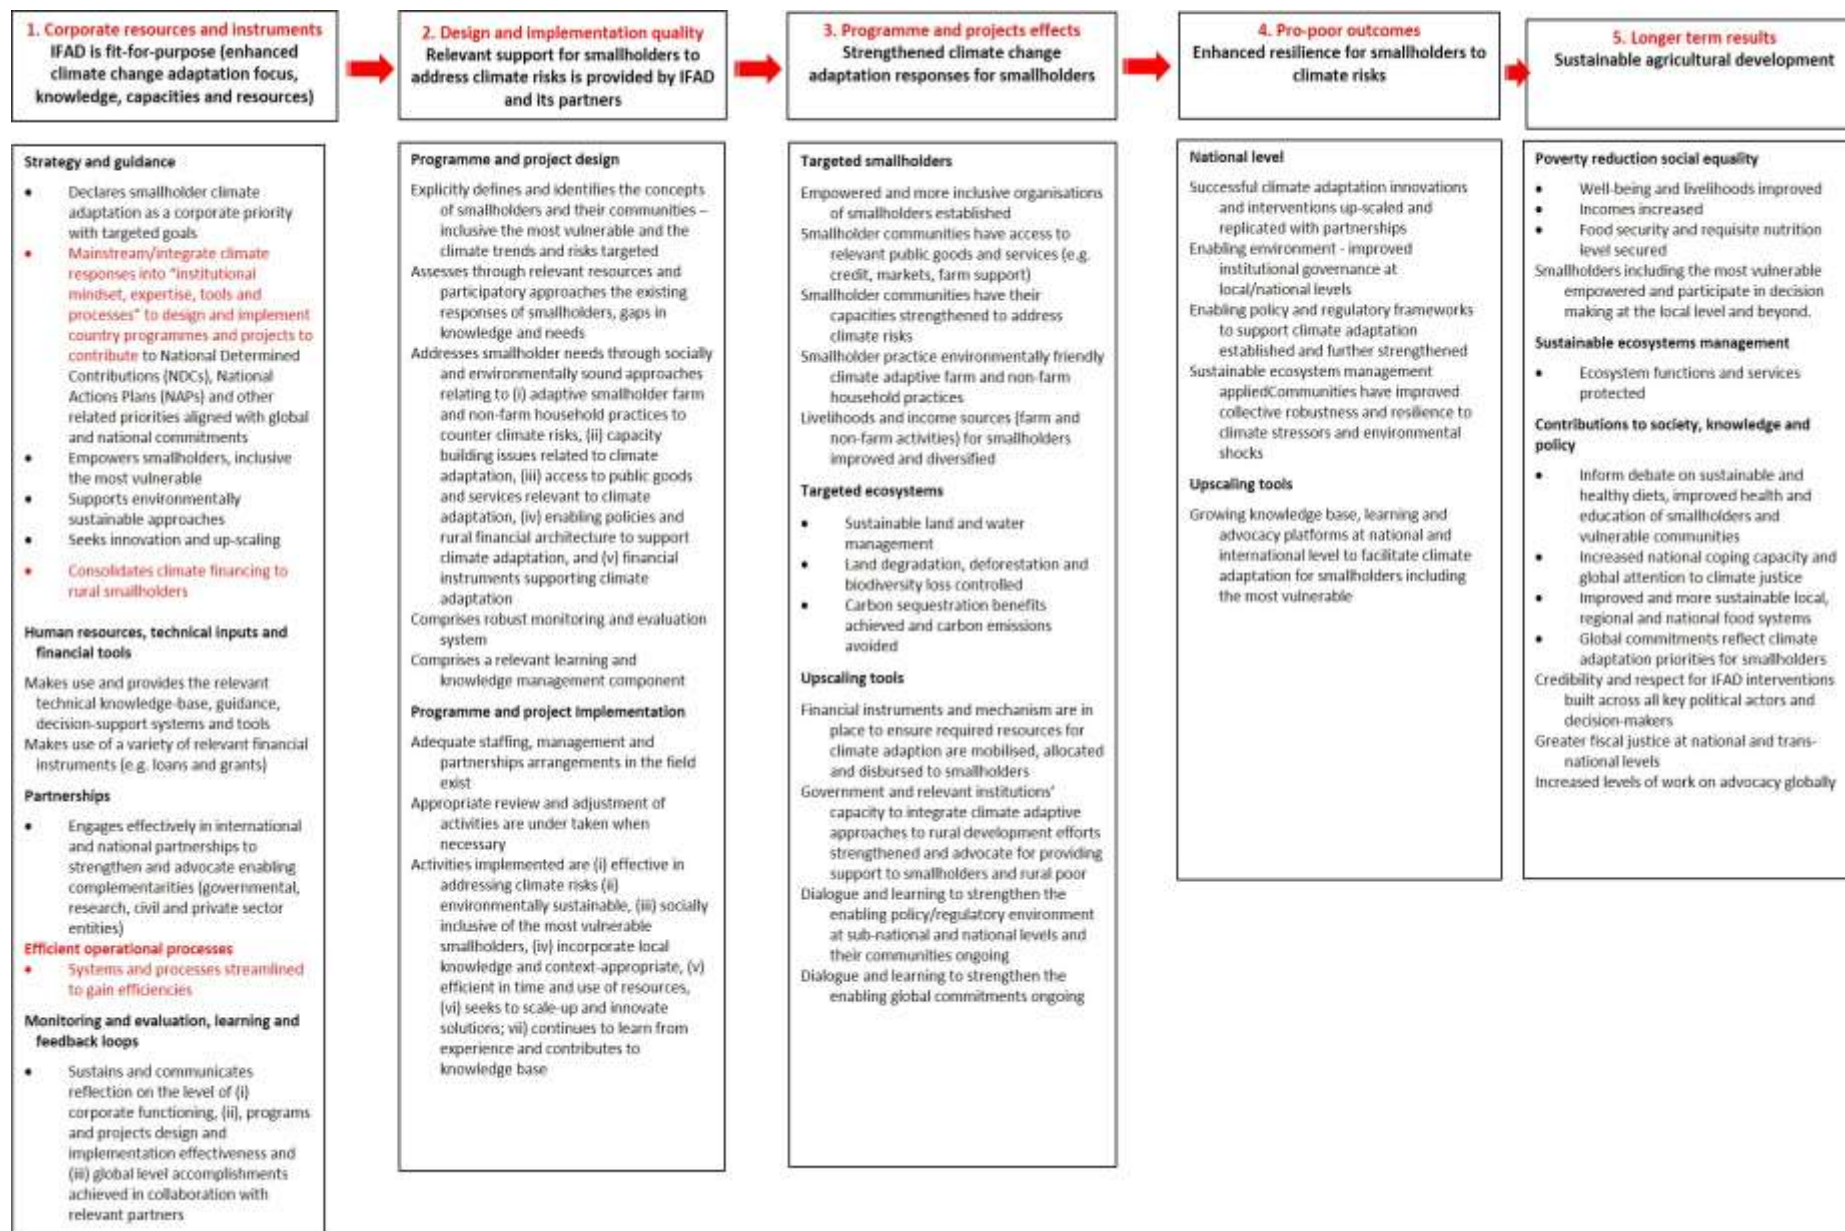 1. Corporate resources and instruments
IFAD is fit-for-purpose (enhanced
climate change adaptation focus,
knowledge, capacities and resources)
2. Design and implementation quality
Relevant support for smallholders to
address climate risks is provided by IFAD
and its partners
3. Programme and projects effects
Strengthened climate change
adaptation responses for smallholders
4. Pro-poor outcomes
Enhanced resilience for smallholders to
climate risks
5. Longer term results
Sustainable agricultural development
Strategy and guidance
• Declares smallholder climate
adaptation as a corporate priority
with targeted goals
• Mainstream/integrate climate
responses into "institutional
mindset, expertise, tools and
processes" to design and implement
country programmes and projects to
contribute to National Determined
Contributions (NDCs), National
Actions Plans (NAPs) and other
related priorities aligned with global
and national commitments
• Empowers smallholders, inclusive
the most vulnerable
• Supports environmentally
sustainable approaches
• Seeks innovation and up-scaling
• Consolidates climate financing to
rural smallholders
Human resources, technical inputs and
financial tools
Makes use and provides the relevant
technical knowledge-base, guidance,
decision-support systems and tools
Makes use of a variety of relevant financial
instruments (e.g. loans and grants)
Partnerships
• Engages effectively in international
and national partnerships to
strengthen and advocate enabling
complementarities (governmental,
research, civil and private sector
entities)
Efficient operational processes
• Systems and processes streamlined
to gain efficiencies
Monitoring and evaluation, learning and
feedback loops
• Sustains and communicates
reflection on the level of (i)
corporate functioning, (ii), programs
and projects design and
implementation effectiveness and
(iii) global level accomplishments
achieved in collaboration with
relevant partners
Programme and project design
Explicitly defines and identifies the concepts
of smallholders and their communities –
inclusive the most vulnerable and the
climate trends and risks targeted
Assesses through relevant resources and
participatory approaches the existing
responses of smallholders, gaps in
knowledge and needs
Addresses smallholder needs through socially
and environmentally sound approaches
relating to (i) adaptive smallholder farm
and non-farm household practices to
counter climate risks, (ii) capacity
building issues related to climate
adaptation, (iii) access to public goods
and services relevant to climate
adaptation, (iv) enabling policies and
rural financial architecture to support
climate adaptation, and (v) financial
instruments supporting climate
adaptation
Comprises robust monitoring and evaluation
system
Comprises a relevant learning and
knowledge management component
Programme and project Implementation
Adequate staffing, management and
partnerships arrangements in the field
exist
Appropriate review and adjustment of
activities are under taken when
necessary
Activities implemented are (i) effective in
addressing climate risks (ii)
environmentally sustainable, (iii) socially
inclusive of the most vulnerable
smallholders, (iv) incorporate local
knowledge and context-appropriate, (v)
efficient in time and use of resources,
(vi) seeks to scale-up and innovate
solutions; vii) continues to learn from
experience and contributes to
knowledge base
Targeted smallholders
Empowered and more inclusive organisations
of smallholders established
Smallholder communities have access to
relevant public goods and services (e.g.
credit, markets, farm support)
Smallholder communities have their
capacities strengthened to address
climate risks
Smallholder practice environmentally friendly
climate adaptive farm and non-farm
household practices
Livelihoods and income sources (farm and
non-farm activities) for smallholders
improved and diversified
Targeted ecosystems
• Sustainable land and water
management
• Land degradation, deforestation and
biodiversity loss controlled
• Carbon sequestration benefits
achieved and carbon emissions
avoided
Upscaling tools
Financial instruments and mechanism are in
place to ensure required resources for
climate adaption are mobilised, allocated
and disbursed to smallholders
Government and relevant institutions'
capacity to integrate climate adaptive
approaches to rural development efforts
strengthened and advocate for providing
support to smallholders and rural poor
Dialogue and learning to strengthen the
enabling policy/regulatory environment
at sub-national and national levels and
their communities ongoing
Dialogue and learning to strengthen the
enabling global commitments ongoing
National level
Successful climate adaptation innovations
and interventions up-scaled and
replicated with partnerships
Enabling environment - improved
institutional governance at
local/national levels
Enabling policy and regulatory frameworks
to support climate adaptation
established and further strengthened
Sustainable ecosystem management
appliedCommunities have improved
collective robustness and resilience to
climate stressors and environmental
shocks
Upscaling tools
Growing knowledge base, learning and
advocacy platforms at national and
international level to facilitate climate
adaptation for smallholders including
the most vulnerable
Poverty reduction social equality
• Well-being and livelihoods improved
• Incomes increased
• Food security and requisite nutrition
level secured
Smallholders including the most vulnerable
empowered and participate in decision
making at the local level and beyond.
Sustainable ecosystems management
• Ecosystem functions and services
protected
Contributions to society, knowledge and
policy
• Inform debate on sustainable and
healthy diets, improved health and
education of smallholders and
vulnerable communities
• Increased national coping capacity and
global attention to climate justice
• Improved and more sustainable local,
regional and national food systems
• Global commitments reflect climate
adaptation priorities for smallholders
Credibility and respect for IFAD interventions
built across all key political actors and
decision-makers
Greater fiscal justice at national and trans-
national levels
Increased levels of work on advocacy globally